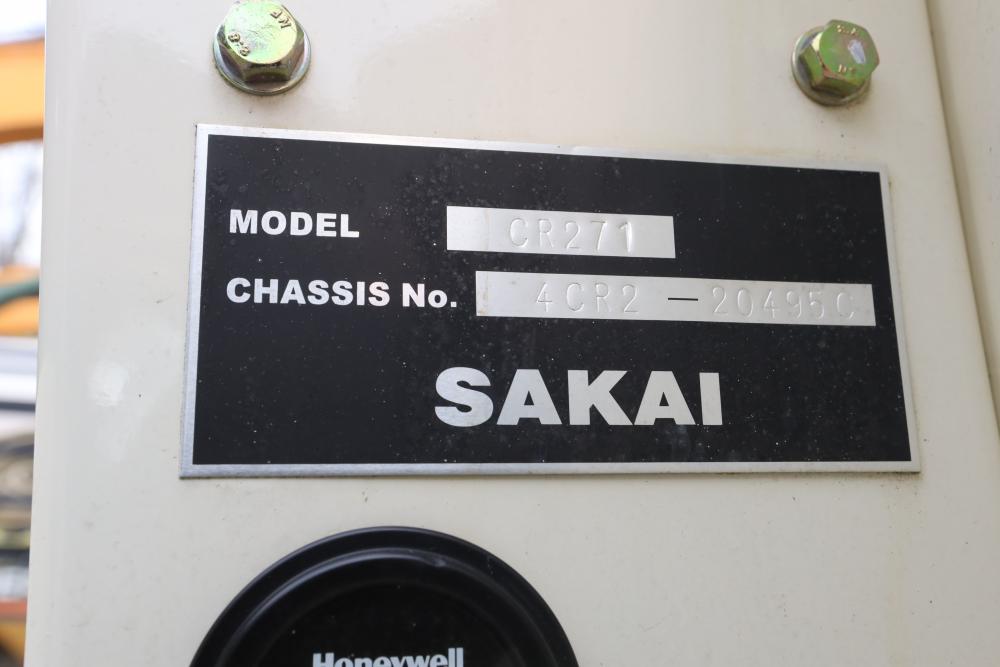 MODEL CR271
CHASSIS No. 4CR2-20495C
SAKAI
Honeywell